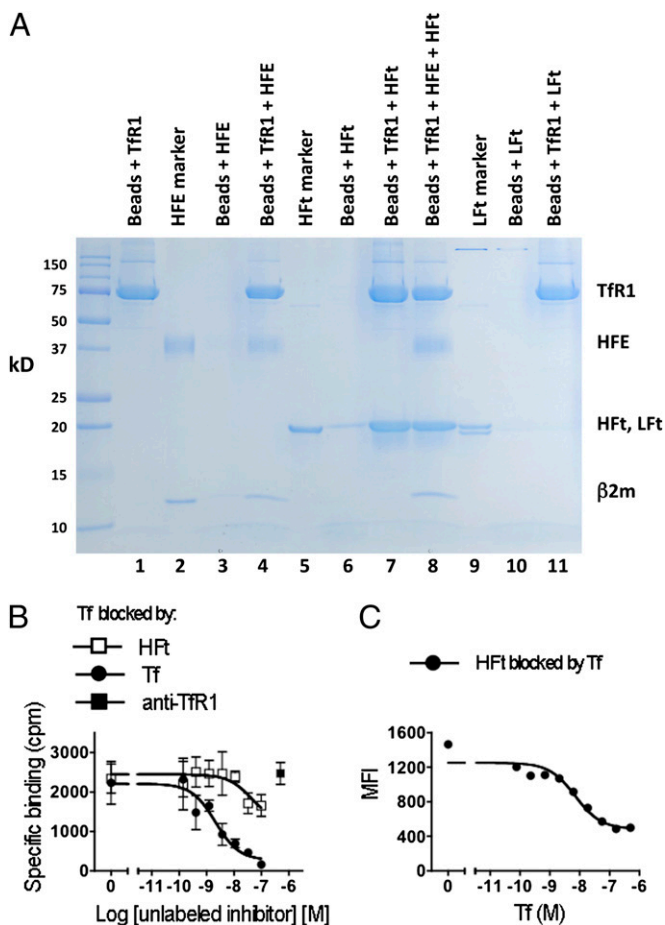 A
Beads + TfR1
HFE marker
Beads + HFE
Beads + TfR1 + HFE
HFt marker
Beads + HFt
Beads + TfR1 + HFt
Beads + TfR1 + HFE + HFt
LFt marker
Beads + LFt
Beads + TfR1 + LFt
kD
150
75
50
37
25
20
15
10
TfR1
HFE
HFt, LFt
β2m
1 2 3 4 5 6 7 8 9 10 11
B
Tf blocked by:
HFt
Tf
anti-TfR1
Specific binding (cpm)
3000
2000
1000
0
0 -11 -10 -9 -8 -7 -6
Log [unlabeled inhibitor] [M]
C
HFt blocked by Tf
MFI
1600
1200
800
400
0
0 -11 -10 -9 -8 -7 -6
Tf (M)